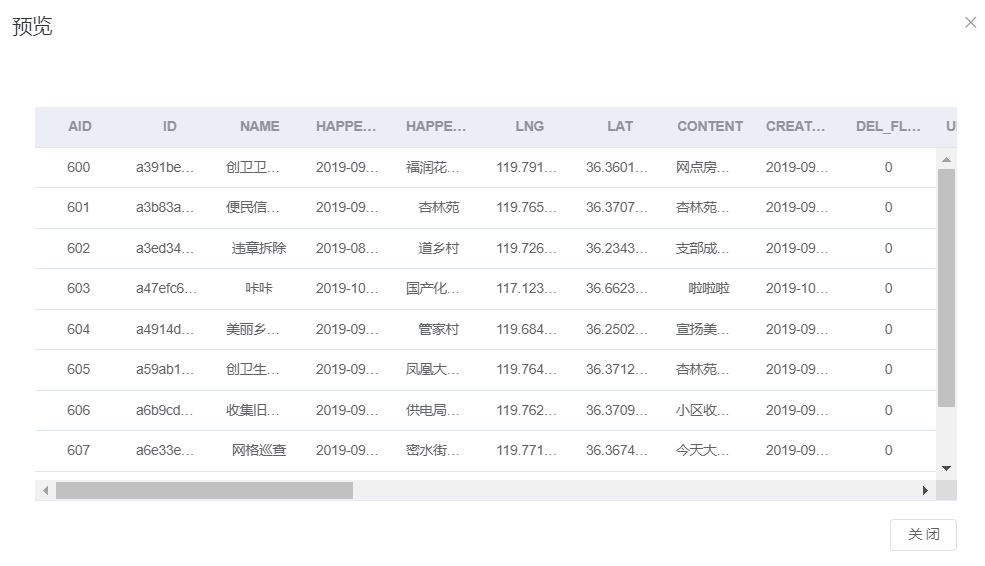 预览
AID ID NAME HAPPE... HAPPE... LNG LAT CONTENT CREAT... DEL_FL...
600 a391be... 创卫卫... 2019-09... 福润花... 119.791... 36.3601... 网点房... 2019-09... 0
601 a3b83a... 便民信... 2019-09... 杏林苑 119.765... 36.3707... 杏林苑... 2019-09... 0
602 a3ed34... 违章拆除 2019-08... 道乡村 119.726... 36.2343... 支部成... 2019-09... 0
603 a47efc6... 咔咔 2019-10... 国产化... 117.123... 36.6623... 啦啦啦 2019-10... 0
604 a4914d... 美丽乡... 2019-09... 管家村 119.684... 36.2502... 宣扬美... 2019-09... 0
605 a59ab1... 创卫生... 2019-09... 凤凰大... 119.764... 36.3712... 杏林苑... 2019-09... 0
606 a6b9cd... 收集旧... 2019-09... 供电局... 119.762... 36.3709... 小区收... 2019-09... 0
607 a6e33e... 网格巡查 2019-09... 密水街... 119.771... 36.3674... 今天大... 2019-09... 0
关闭